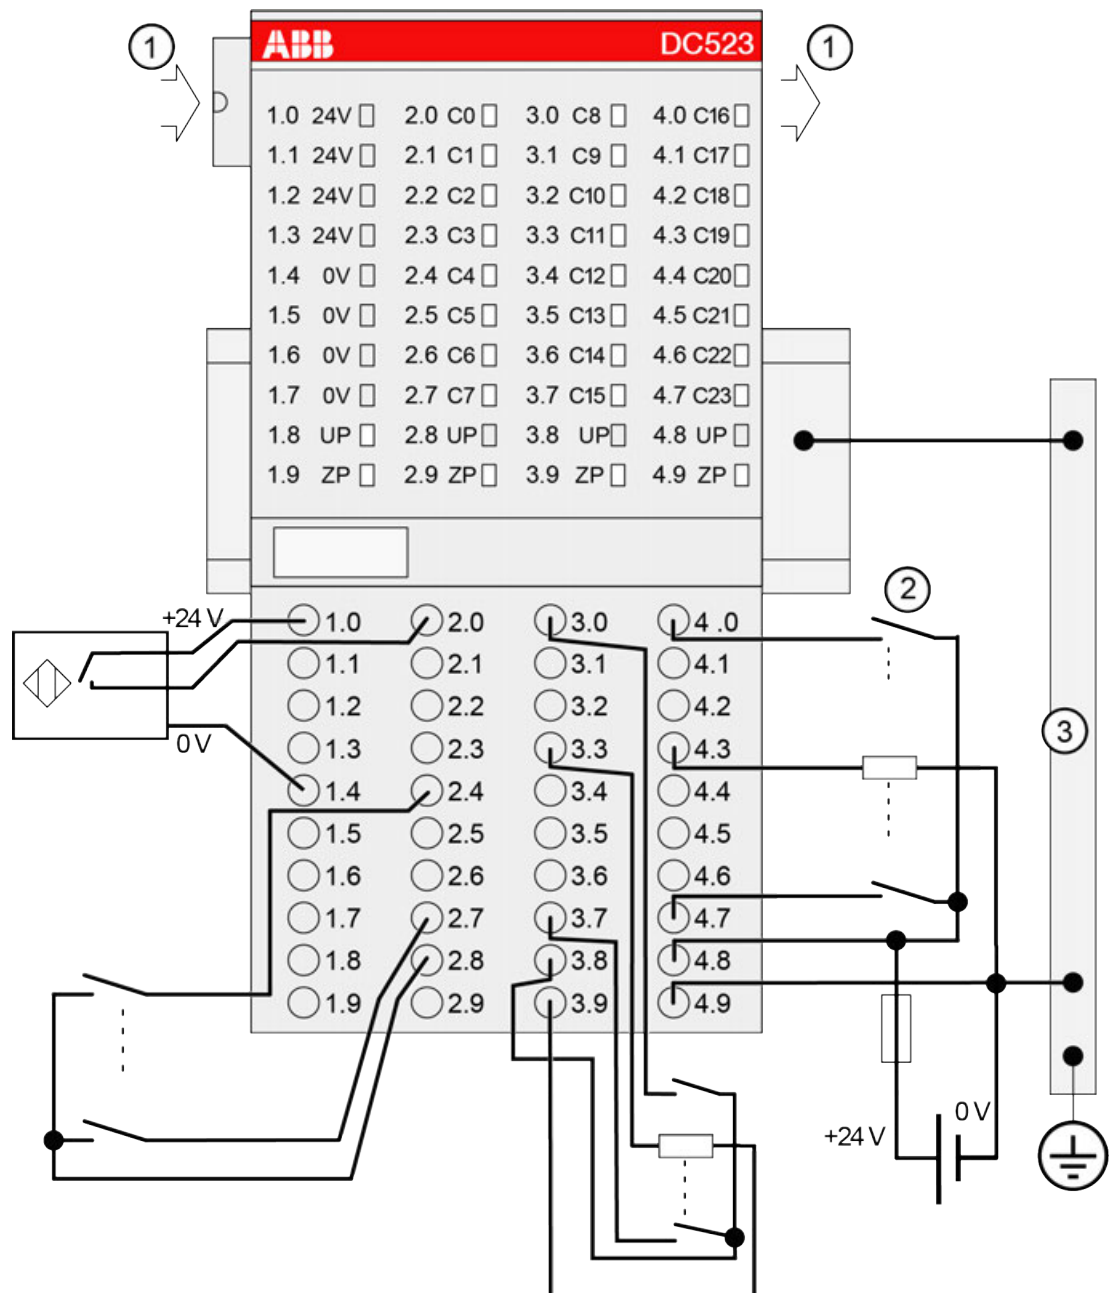 1 ABB DC523 1
1.0 24V 2.0 C0 3.0 C8 4.0 C16
1.1 24V 2.1 C1 3.1 C9 4.1 C17
1.2 24V 2.2 C2 3.2 C10 4.2 C18
1.3 24V 2.3 C3 3.3 C11 4.3 C19
1.4 0V 2.4 C4 3.4 C12 4.4 C20
1.5 0V 2.5 C5 3.5 C13 4.5 C21
1.6 0V 2.6 C6 3.6 C14 4.6 C22
1.7 0V 2.7 C7 3.7 C15 4.7 C23
1.8 UP 2.8 UP 3.8 UP 4.8 UP
1.9 ZP 2.9 ZP 3.9 ZP 4.9 ZP
2
+24 V 1.0 2.0 3.0 4 .0
1.1 2.1 3.1 4.1
1.2 2.2 3.2 4.2
3
0 V 1.3 2.3 3.3 4.3
1.4 2.4 3.4 4.4
1.5 2.5 3.5 4.5
1.6 2.6 3.6 4.6
1.7 2.7 3.7 4.7
1.8 2.8 3.8 4.8
1.9 2.9 3.9 4.9
0 V
+24 V